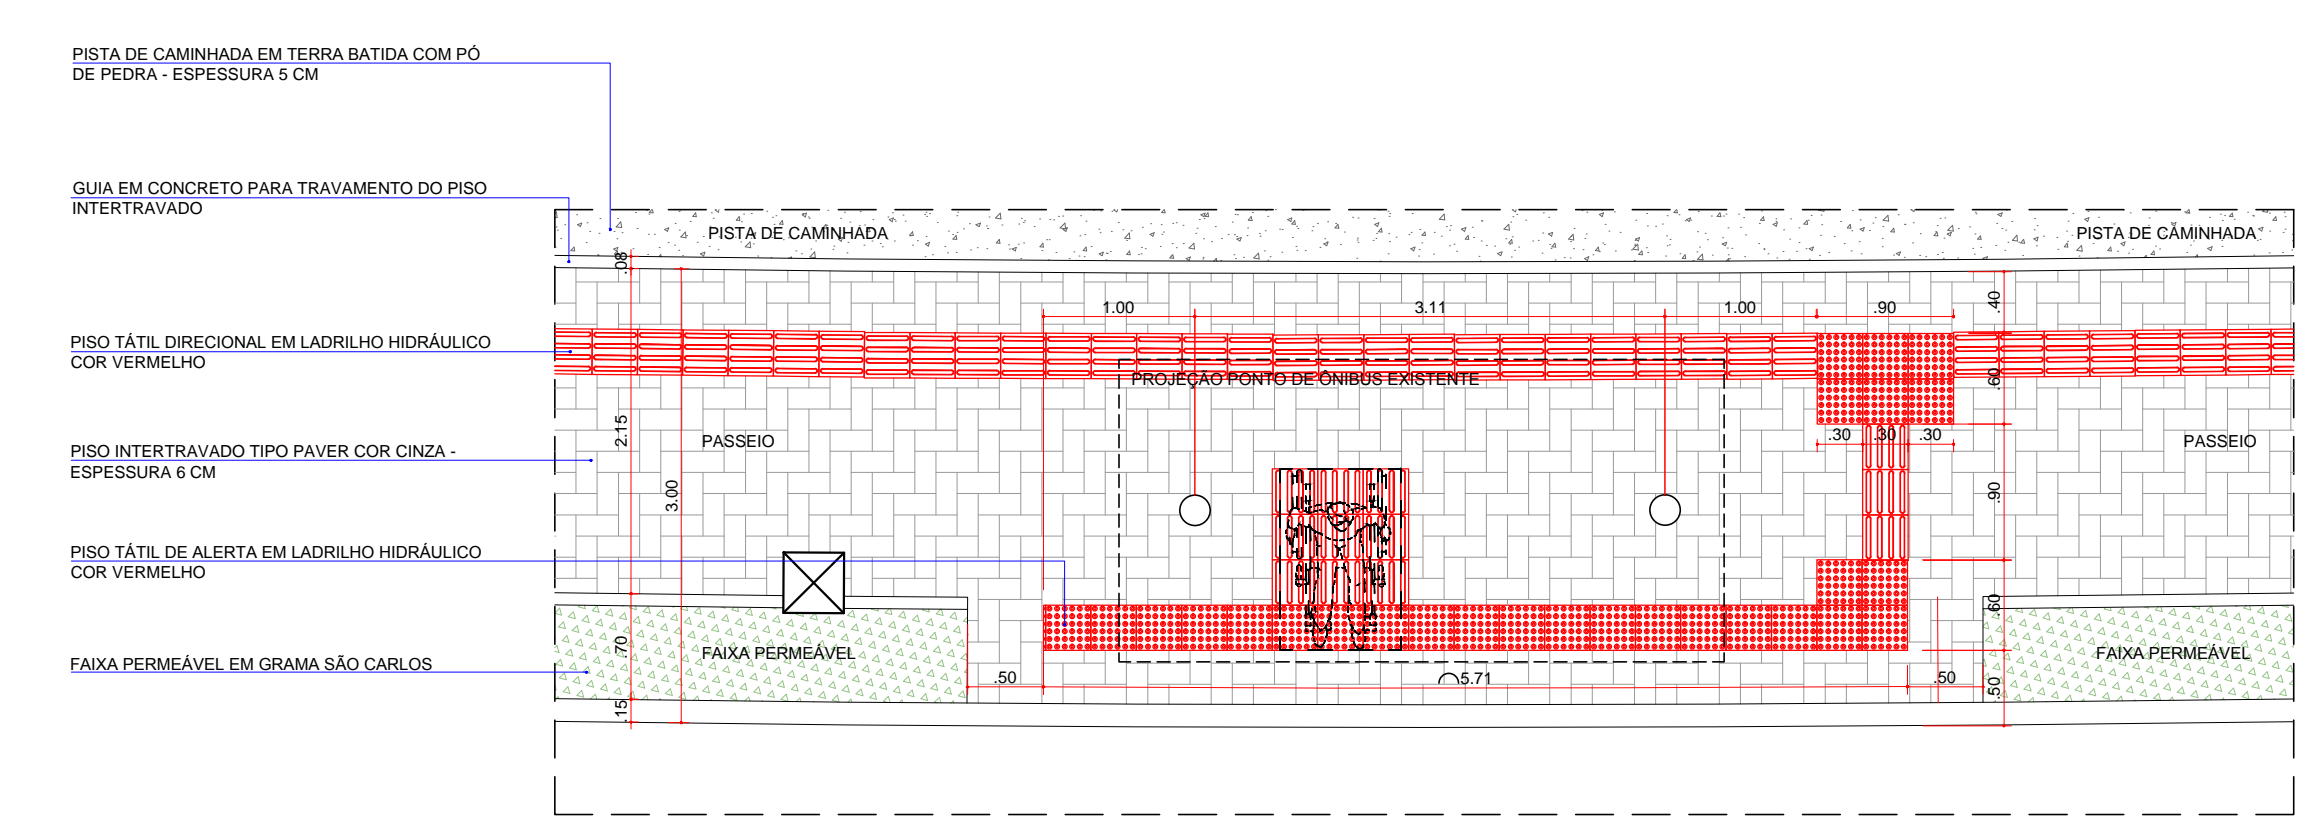 PISTA DE CAMINHADA EM TERRA BATIDA COM PÓ
DE PEDRA - ESPESSURA 5 CM
GUIA EM CONCRETO PARA TRAVAMENTO DO PISO
INTERTRAVADO
PISO TÁTIL DIRECIONAL EM LADRILHO HIDRÁULICO
COR VERMELHO
PISO INTERTRAVADO TIPO PAVER COR CINZA -
ESPESSURA 6 CM
PISO TÁTIL DE ALERTA EM LADRILHO HIDRÁULICO
COR VERMELHO
FAIXA PERMEÁVEL EM GRAMA SÃO CARLOS
PISTA DE CAMINHADA
PISTA DE CAMINHADA
.08
1.00
3.11
1.00
.90
.40
PROJEÇÃO PONTO DE ÔNIBUS EXISTENTE
.60
2.15
PASSEIO
.30
.30
.30
PASSEIO
3.00
.90
.60
.70
FAIXA PERMEÁVEL
FAIXA PERMEÁVEL
.50
5.71
.50
.50
.15